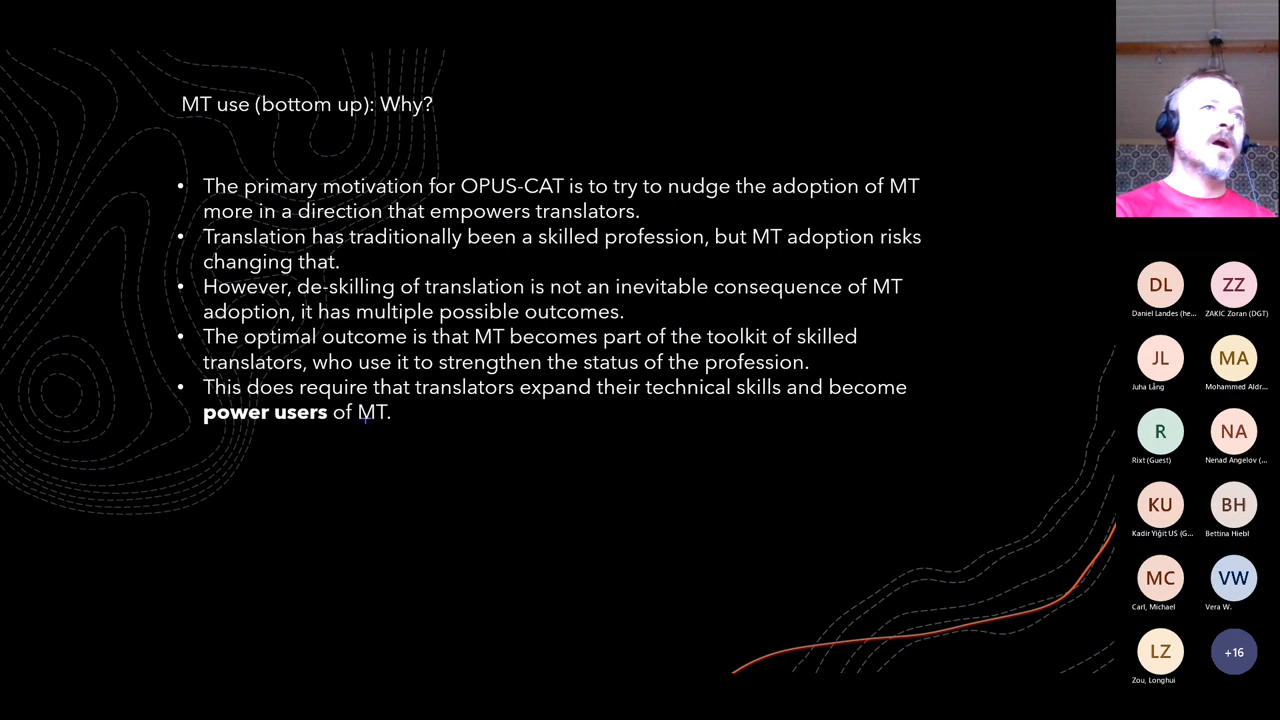 MT use (bottom up): Why?
• The primary motivation for OPUS-CAT is to try to nudge the adoption of MT
more in a direction that empowers translators.
• Translation has traditionally been a skilled profession, but MT adoption risks
changing that.
• However, de-skilling of translation is not an inevitable consequence of MT
adoption, it has multiple possible outcomes.
• The optimal outcome is that MT becomes part of the toolkit of skilled
translators, who use it to strengthen the status of the profession.
• This does require that translators expand their technical skills and become
power users of MT.
DL ZZ
Daniel Landes (he... ZAKIC Zoran (DGT)
JL MA
Juha Lång Mohammed Aldr...
R NA
Rixt (Guest) Nenad Angelov (...
KU BH
Kadir Yiğit US (G... Bettina Hiebl
MC VW
Carl, Michael Vera W.
LZ +16
Zou, Longhui